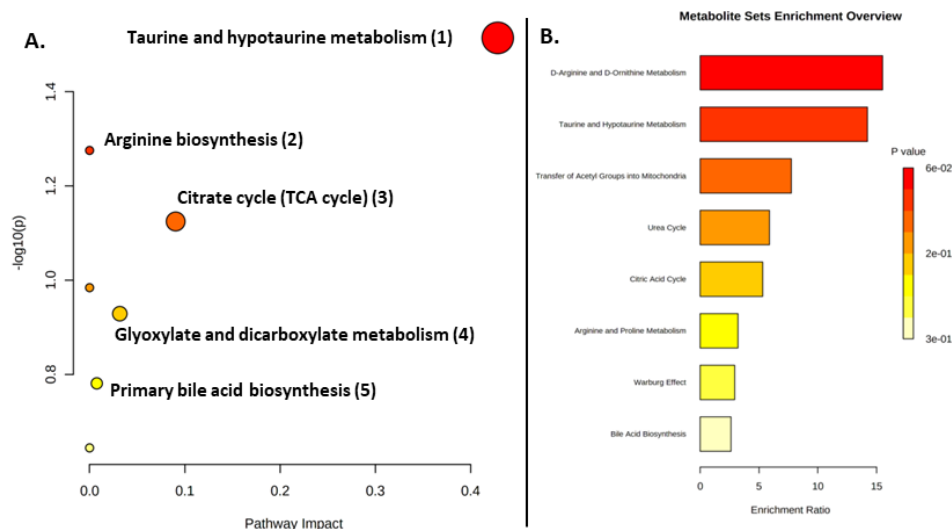 A.
Taurine and hypotaurine metabolism (1)
Arginine biosynthesis (2)
Citrate cycle (TCA cycle) (3)
Glyoxylate and dicarboxylate metabolism (4)
Primary bile acid biosynthesis (5)
-log10(p)
1.4
1.2
1.0
0.8
0.0 0.1 0.2 0.3 0.4
Pathway Impact
B.
Metabolite Sets Enrichment Overview
D-Arginine and D-Ornithine Metabolism
Taurine and Hypotaurine Metabolism
Transfer of Acetyl Groups into Mitochondria
Urea Cycle
Citric Acid Cycle
Arginine and Proline Metabolism
Warburg Effect
Bile Acid Biosynthesis
0 5 10 15
Enrichment Ratio
P value
6e-02
2e-01
3e-01